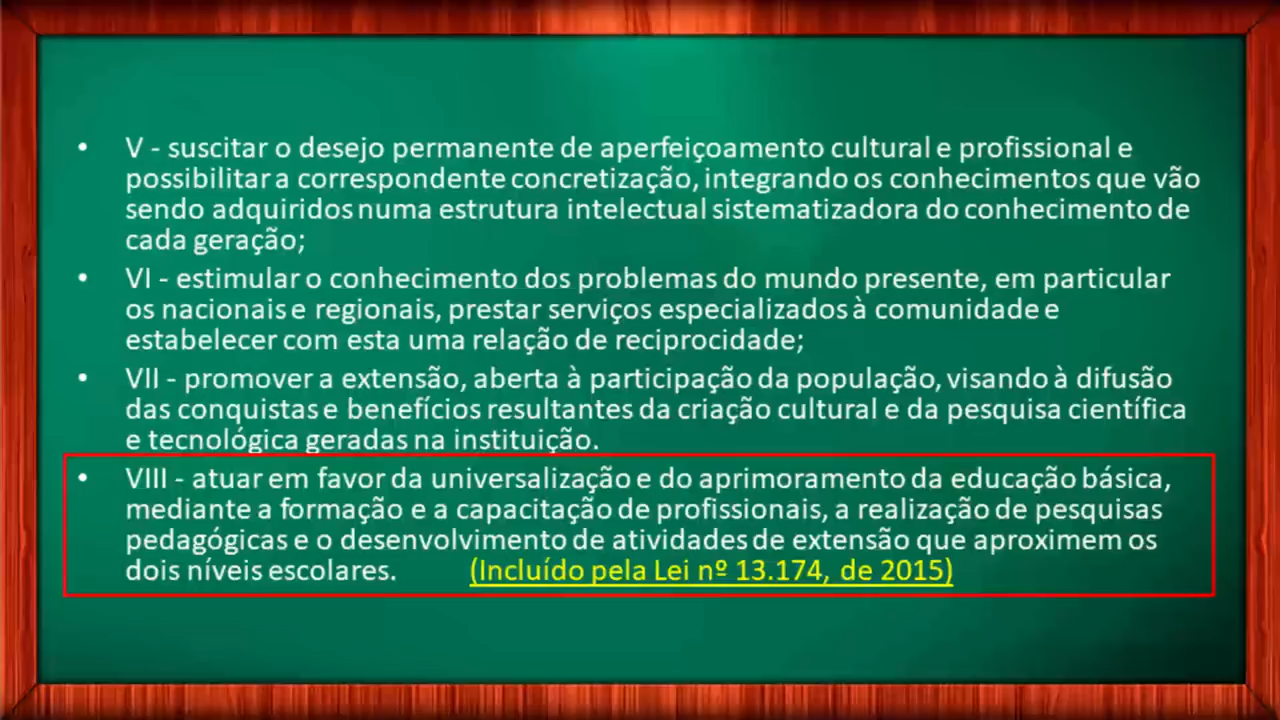 • V - suscitar o desejo permanente de aperfeiçoamento cultural e profissional e
possibilitar a correspondente concretização, integrando os conhecimentos que vão
sendo adquiridos numa estrutura intelectual sistematizadora do conhecimento de
cada geração;
• VI - estimular o conhecimento dos problemas do mundo presente, em particular
os nacionais e regionais, prestar serviços especializados à comunidade e
estabelecer com esta uma relação de reciprocidade;
• VII - promover a extensão, aberta à participação da população, visando à difusão
das conquistas e benefícios resultantes da criação cultural e da pesquisa científica
e tecnológica geradas na instituição.
• VIII - atuar em favor da universalização e do aprimoramento da educação básica,
mediante a formação e a capacitação de profissionais, a realização de pesquisas
pedagógicas e o desenvolvimento de atividades de extensão que aproximem os
dois níveis escolares. (Incluído pela Lei nº 13.174, de 2015)